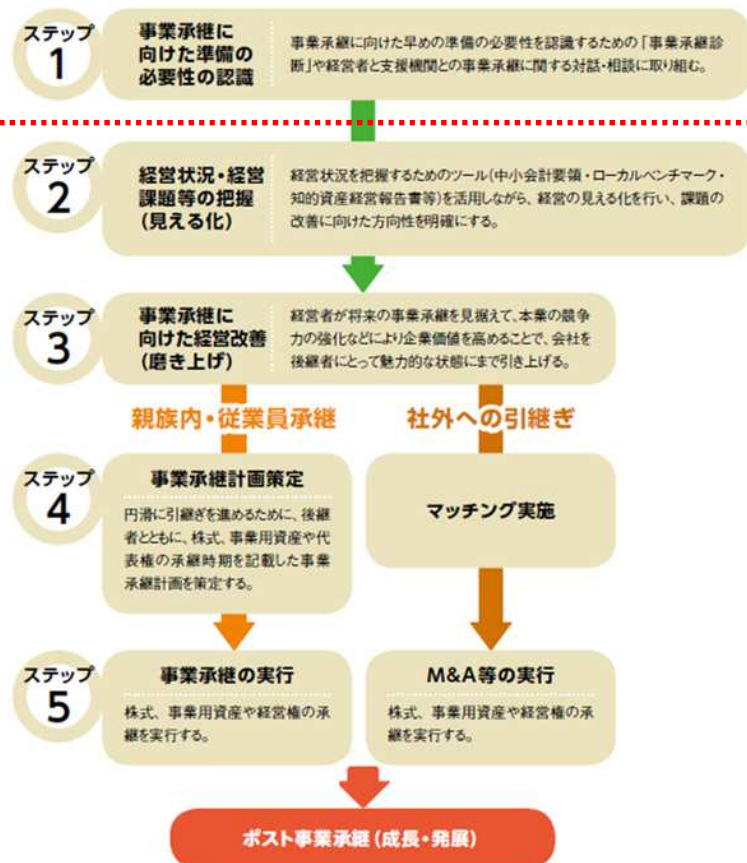 ステップ
1
事業承継に
向けた準備の
必要性の認識
事業承継に向けた早めの準備の必要性を認識するための「事業承継診
断」や経営者と支援機関との事業承継に関する対話・相談に取り組む。
ステップ
2
経営状況・経営
課題等の把握
(見える化)
経営状況を把握するためのツール(中小会計要領・ローカルベンチマーク・
知的資産経営報告書等)を活用しながら、経営の見える化を行い、課題の
改善に向けた方向性を明確にする。
ステップ
3
事業承継に
向けた経営改善
(磨き上げ)
経営者が将来の事業承継を見据えて、本業の競争
力の強化などにより企業価値を高めることで、会社を
後継者にとって魅力的な状態にまで引き上げる。
親族内・従業員承継
社外への引継ぎ
ステップ
4
事業承継計画策定
円滑に引継ぎを進めるために、後継
者とともに、株式、事業用資産や代
表権の承継時期を記載した事業
承継計画を策定する。
マッチング実施
ステップ
5
事業承継の実行
株式、事業用資産や経営権の承
継を実行する。
M&A等の実行
株式、事業用資産や経営権の承
継を実行する。
ポスト事業承継(成長・発展)